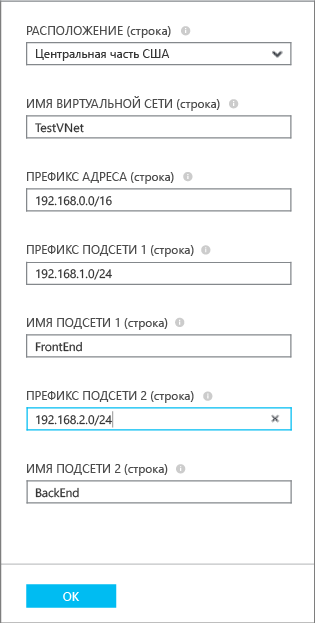 РАСПОЛОЖЕНИЕ (строка)
Центральная часть США
ИМЯ ВИРТУАЛЬНОЙ СЕТИ (строка)
TestVNet
ПРЕФИКС АДРЕСА (строка)
192.168.0.0/16
ПРЕФИКС ПОДСЕТИ 1 (строка)
192.168.1.0/24
ИМЯ ПОДСЕТИ 1 (строка)
FrontEnd
ПРЕФИКС ПОДСЕТИ 2 (строка)
192.168.2.0/24
ИМЯ ПОДСЕТИ 2 (строка)
BackEnd
ОК